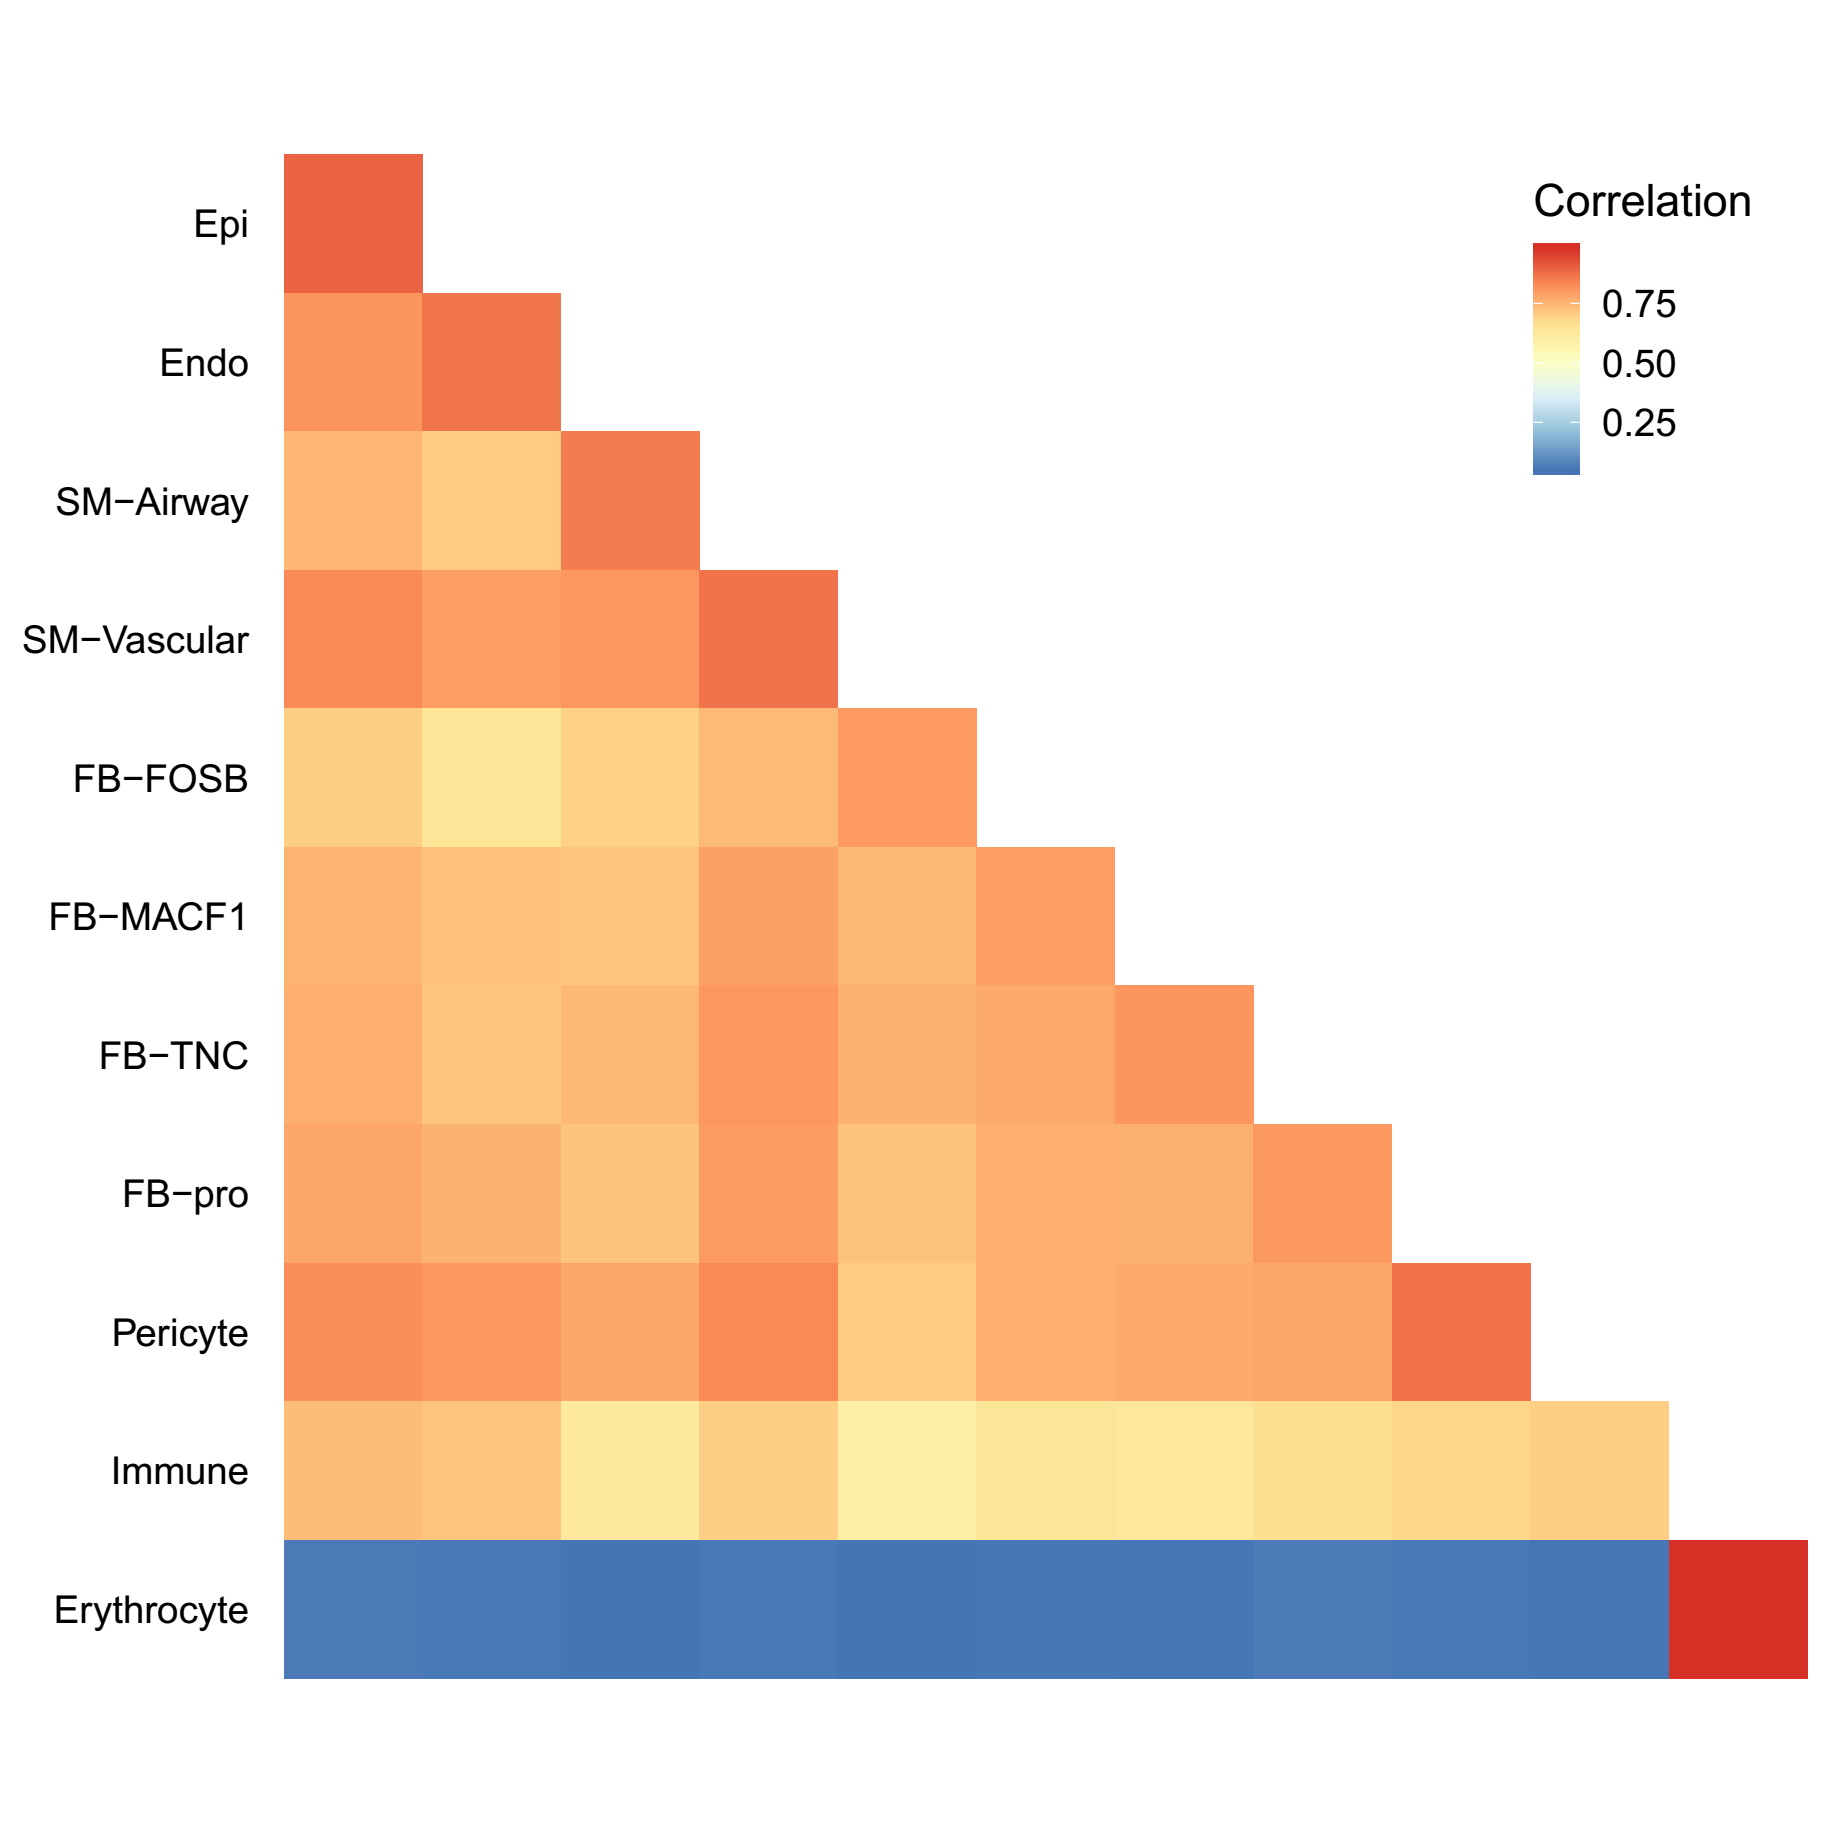 Correlation
0.75
0.50
0.25
Epi
Endo
SM−Airway
SM−Vascular
FB−FOSB
FB−MACF1
FB−TNC
FB−pro
Pericyte
Immune
Erythrocyte